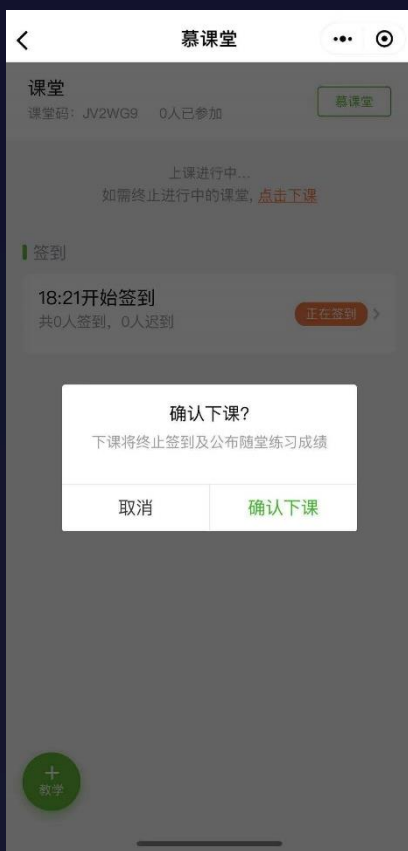 慕课堂
课堂
慕课堂
课堂码：JV2WG9 0人已参加
上课进行中...
如需终止进行中的课堂, 点击下课
签到
18:21开始签到
正在签到
共0人签到，0人迟到
确认下课?
下课将终止签到及公布随堂练习成绩
取消 确认下课
教学